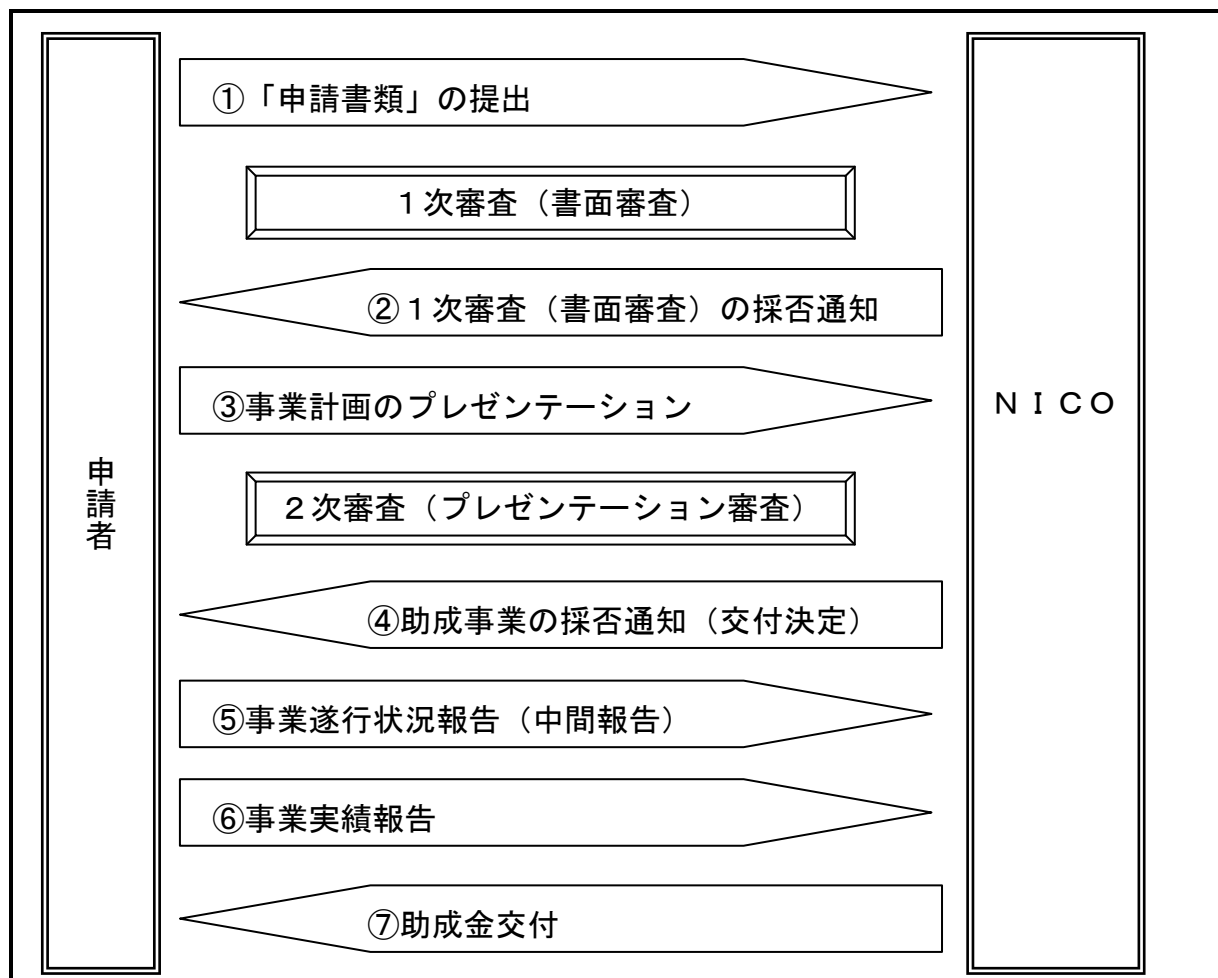 ①「申請書類」の提出
１次審査（書面審査）
②１次審査（書面審査）の採否通知
③事業計画のプレゼンテーション
ＮＩＣＯ
申請者
２次審査（プレゼンテーション審査）
④助成事業の採否通知（交付決定）
⑤事業遂行状況報告（中間報告）
⑥事業実績報告
⑦助成金交付